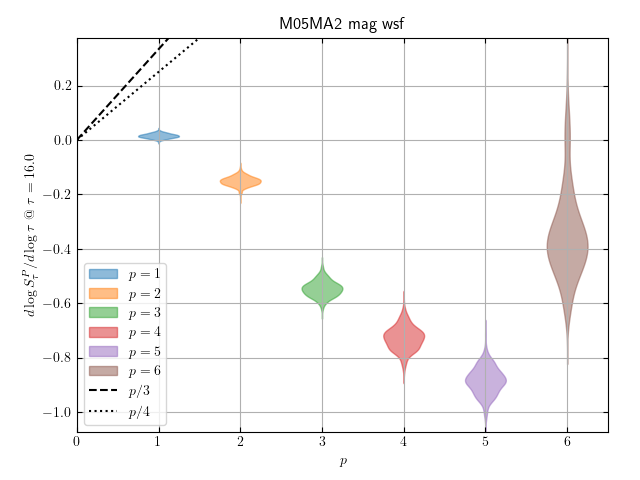 M05MA2 mag wsf
d log S_τ^P / d log τ @ τ = 16.0
0.2
0.0
−0.2
−0.4
−0.6
−0.8
−1.0
p = 1
p = 2
p = 3
p = 4
p = 5
p = 6
p/3
p/4
0 1 2 3 4 5 6
p